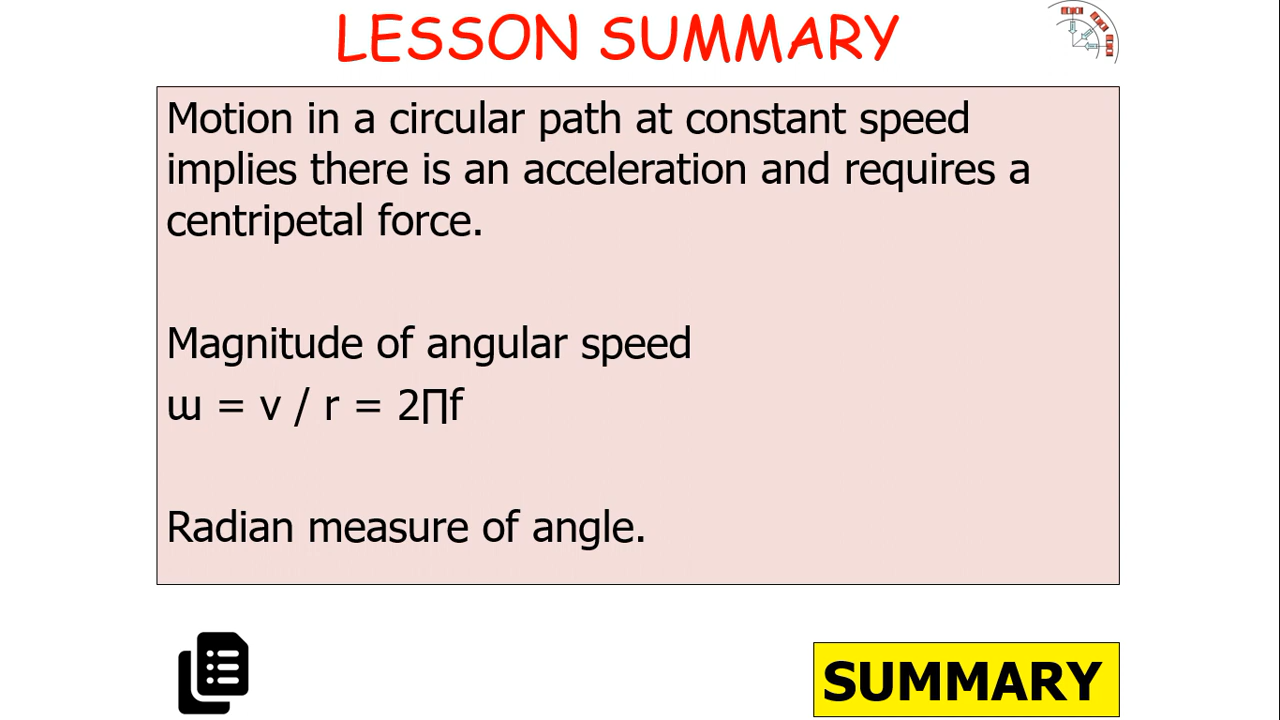 LESSON SUMMARY
Motion in a circular path at constant speed
implies there is an acceleration and requires a
centripetal force.
Magnitude of angular speed
ɯ = v / r = 2∏f
Radian measure of angle.
SUMMARY